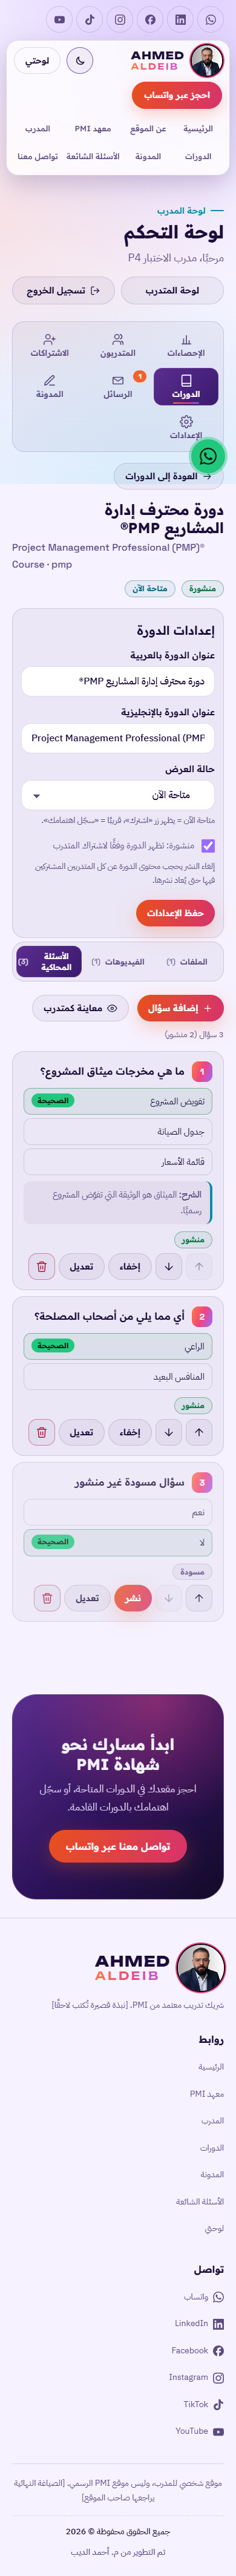 AHMED
ALDEIB
لوحتي
احجز عبر واتساب
الرئيسية
عن الموقع
معهد PMI
المدرب
الدورات
المدونة
الأسئلة الشائعة
تواصل معنا
لوحة المدرب
لوحة التحكم
مرحبًا، مدرب الاختبار P4
لوحة المدرب
تسجيل الخروج
الإحصاءات
المتدربون
الاشتراكات
الدورات
الرسائل
1
المدونة
الإعدادات
العودة إلى الدورات
دورة محترف إدارة
المشاريع PMP®
Project Management Professional (PMP)®
Course · pmp
منشورة
متاحة الآن
إعدادات الدورة
عنوان الدورة بالعربية
دورة محترف إدارة المشاريع PMP®
عنوان الدورة بالإنجليزية
Project Management Professional (PMP
حالة العرض
متاحة الآن
متاحة الآن = يظهر زر «اشترك»، قريبًا = «سجّل اهتمامك».
منشورة: تظهر الدورة وفقًا لاشتراك المتدرب
إلغاء النشر يحجب محتوى الدورة عن كل المتدربين المشتركين
فيها حتى يُعاد نشرها.
حفظ الإعدادات
الملفات (1)
الفيديوهات (1)
الأسئلة
المحاكية (3)
إضافة سؤال
معاينة كمتدرب
3 سؤال (2 منشور)
1 ما هي مخرجات ميثاق المشروع؟
تفويض المشروع الصحيحة
جدول الصيانة
قائمة الأسعار
الشرح: الميثاق هو الوثيقة التي تفوّض المشروع
رسميًا.
منشور
إخفاء
تعديل
2 أي مما يلي من أصحاب المصلحة؟
الراعي الصحيحة
المنافس البعيد
منشور
إخفاء
تعديل
3 سؤال مسودة غير منشور
نعم
لا الصحيحة
مسودة
نشر
تعديل
ابدأ مسارك نحو
شهادة PMI
احجز مقعدك في الدورات المتاحة، أو سجّل
اهتمامك بالدورات القادمة.
تواصل معنا عبر واتساب
AHMED
ALDEIB
شريك تدريب معتمد من PMI. [نبذة قصيرة تُكتب لاحقًا]
روابط
الرئيسية
معهد PMI
المدرب
الدورات
المدونة
الأسئلة الشائعة
لوحتي
تواصل
واتساب
LinkedIn
Facebook
Instagram
TikTok
YouTube
موقع شخصي للمدرب، وليس موقع PMI الرسمي. [الصياغة النهائية
يراجعها صاحب الموقع]
جميع الحقوق محفوظة © 2026
تم التطوير من م. أحمد الديب